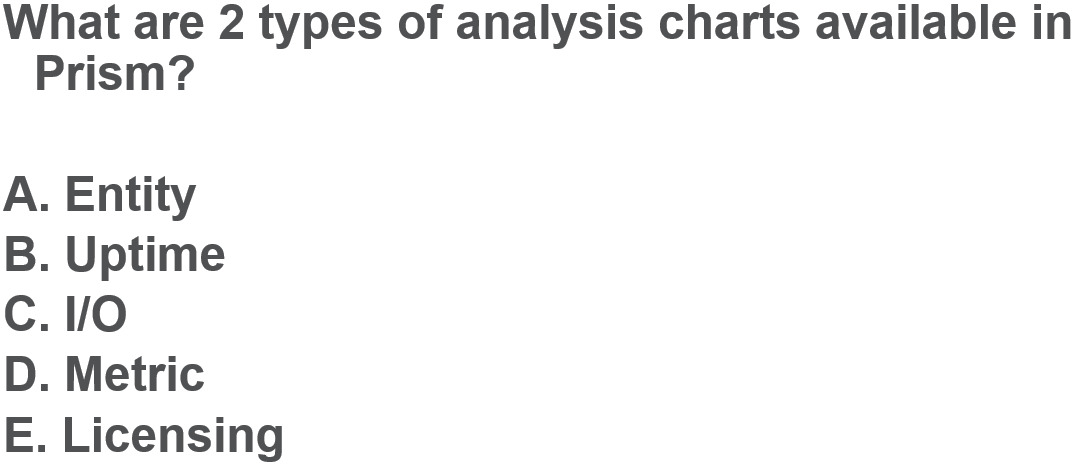 What are 2 types of analysis charts available in
Prism?
A. Entity
B. Uptime
C. I/O
D. Metric
E. Licensing